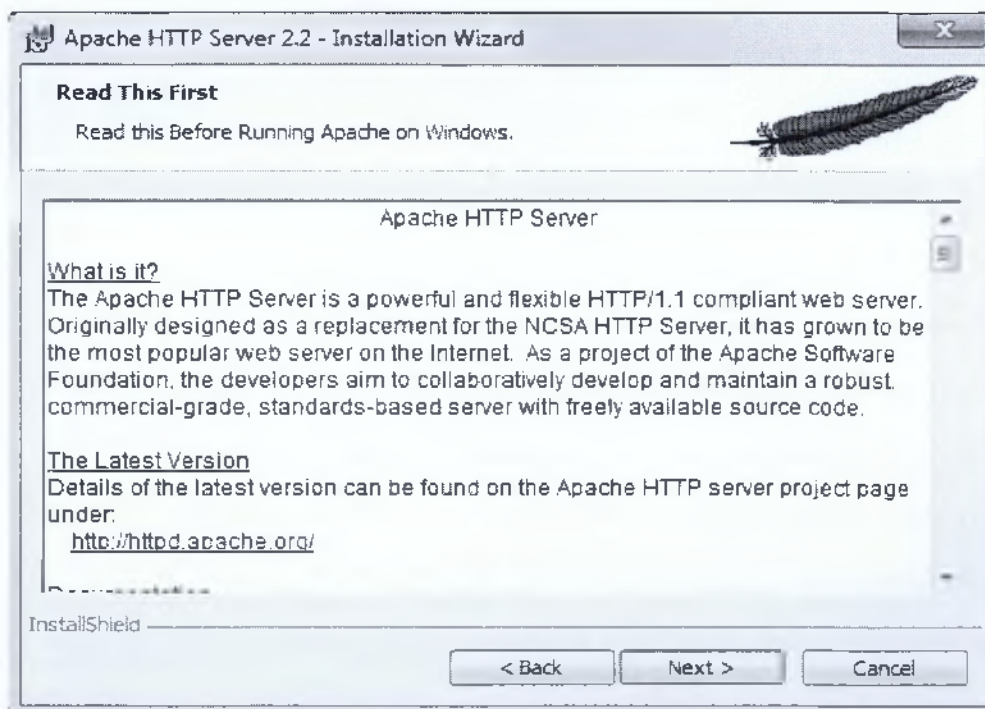 Apache HTTP Server 2.2 - Installation Wizard
Read This First
Read this Before Running Apache on Windows.
Apache HTTP Server
What is it?
The Apache HTTP Server is a powerful and flexible HTTP/1.1 compliant web server.
Originally designed as a replacement for the NCSA HTTP Server, it has grown to be
the most popular web server on the Internet. As a project of the Apache Software
Foundation, the developers aim to collaboratively develop and maintain a robust,
commercial-grade, standards-based server with freely available source code.
The Latest Version
Details of the latest version can be found on the Apache HTTP server project page
under:
http://httpd.apache.org/
InstallShield
< Back
Next >
Cancel